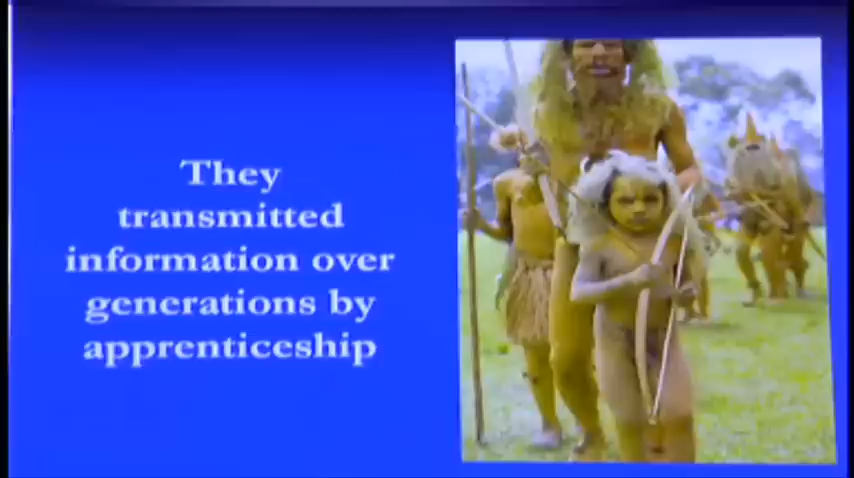 They
transmitted
information over
generations by
apprenticeship